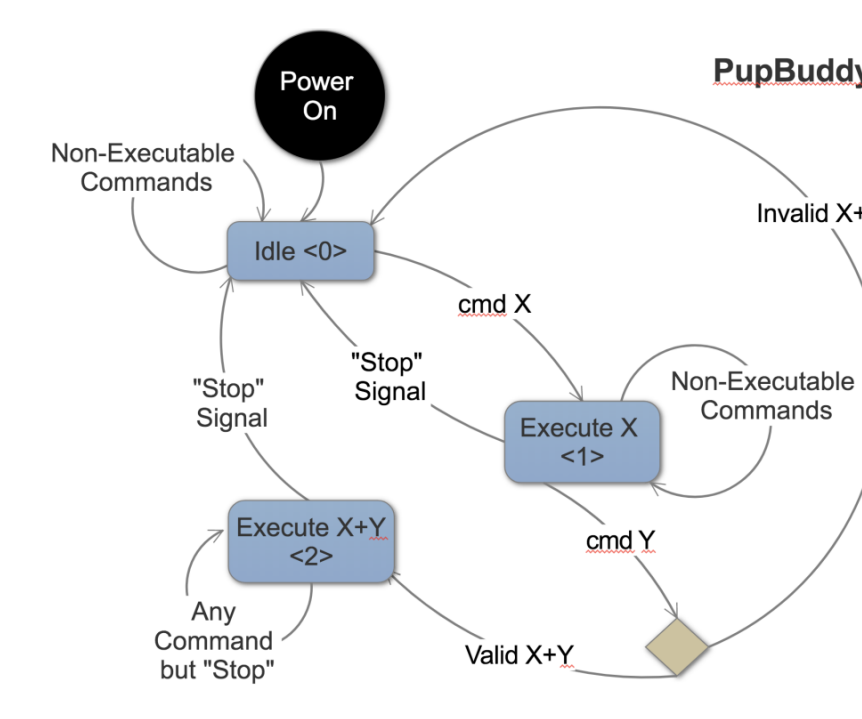 Power
On
PupBuddy
Non-Executable
Commands
Invalid X+
Idle <0>
cmd X
"Stop"
Signal
"Stop"
Signal
Non-Executable
Commands
Execute X
<1>
Execute X+Y
<2>
cmd Y
Any
Command
but "Stop"
Valid X+Y